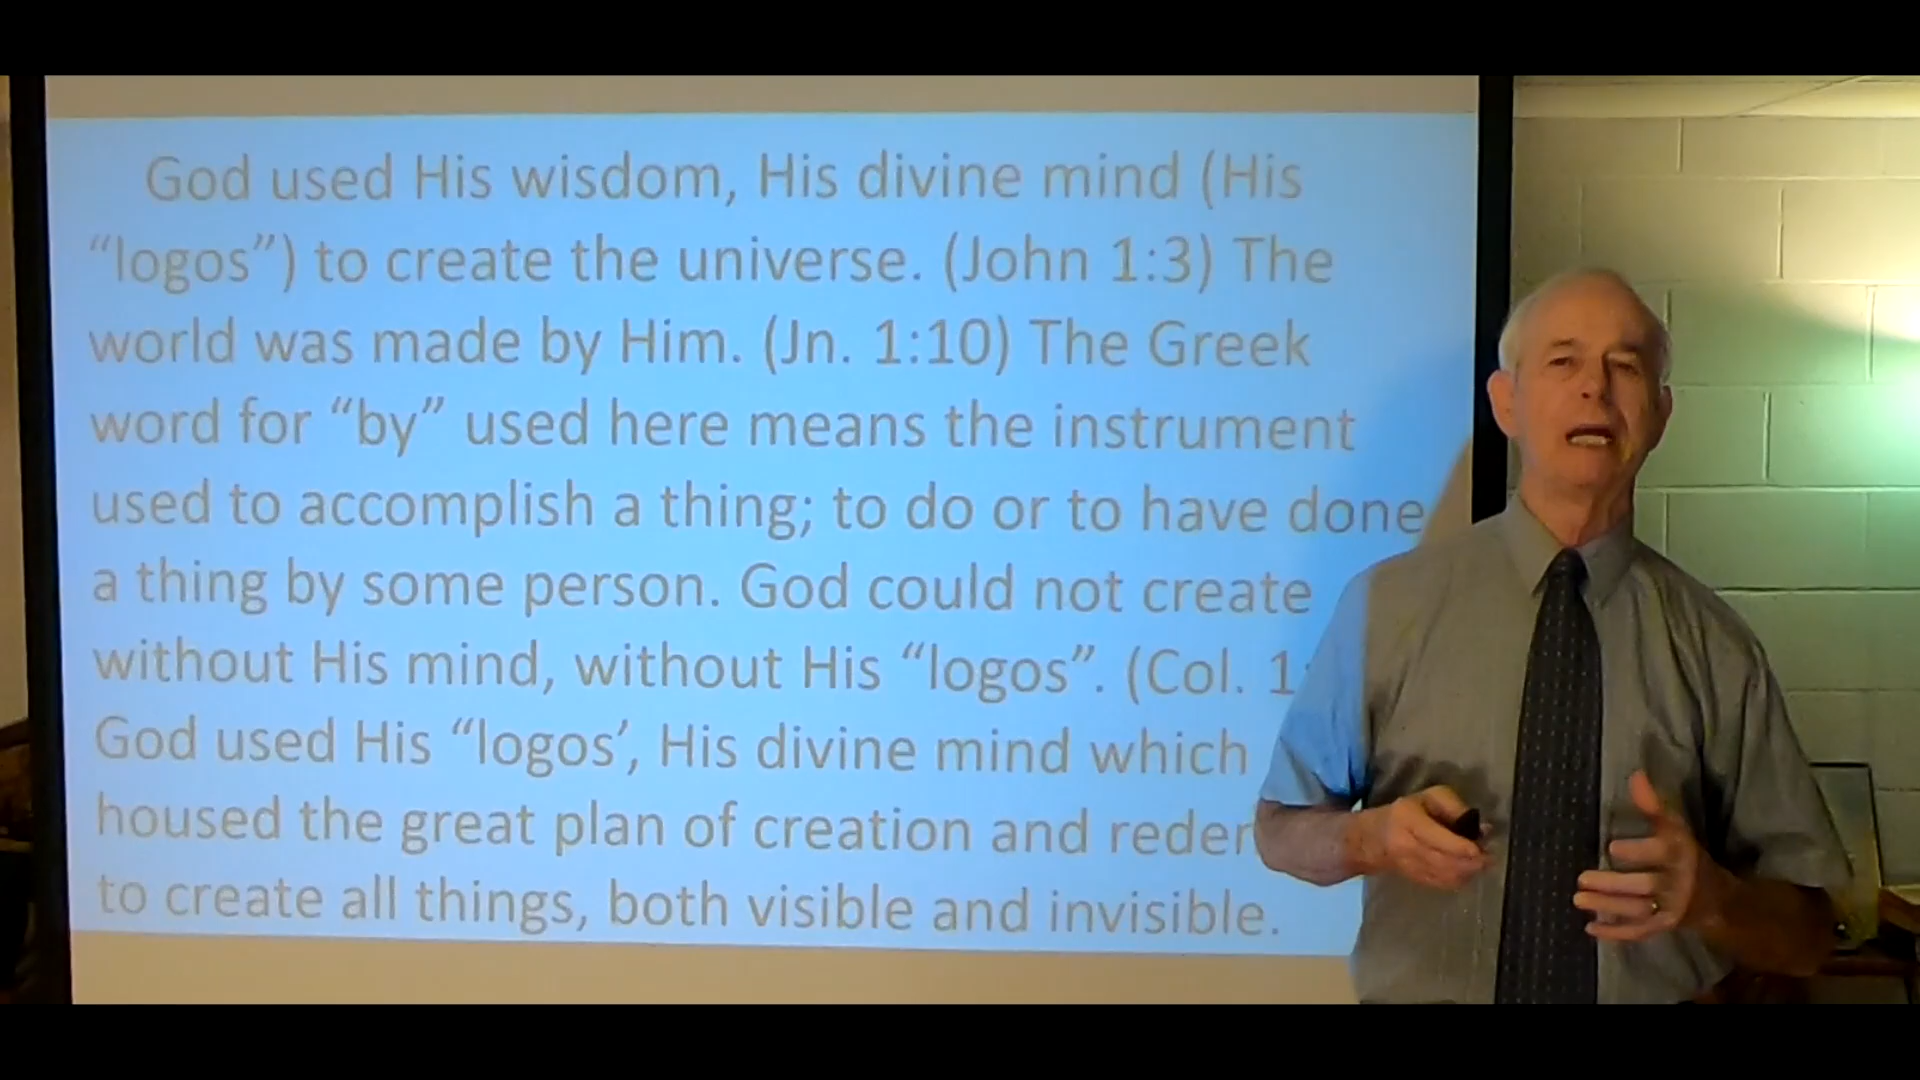 God used His wisdom, His divine mind (His
“logos”) to create the universe. (John 1:3) The
world was made by Him. (Jn. 1:10) The Greek
word for “by” used here means the instrument
used to accomplish a thing; to do or to have done
a thing by some person. God could not create
without His mind, without His “logos”. (Col. 1:
God used His “logos’, His divine mind which
housed the great plan of creation and
to create all things, both visible and invisible.